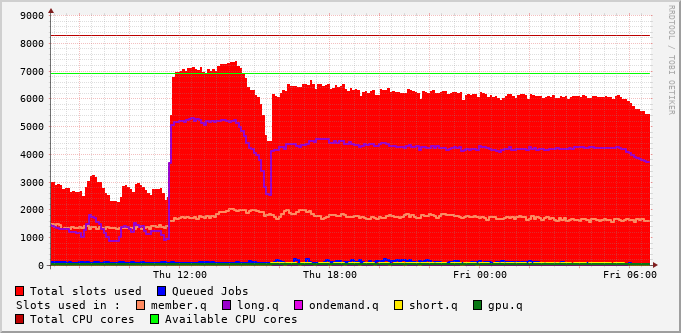 RRDTOOL / TOBI OETIKER
9000
8000
7000
6000
5000
4000
3000
2000
1000
0
Thu 12:00 Thu 18:00 Fri 00:00 Fri 06:00
Total slots used Queued Jobs
Slots used in : member.q long.q ondemand.q short.q gpu.q
Total CPU cores Available CPU cores